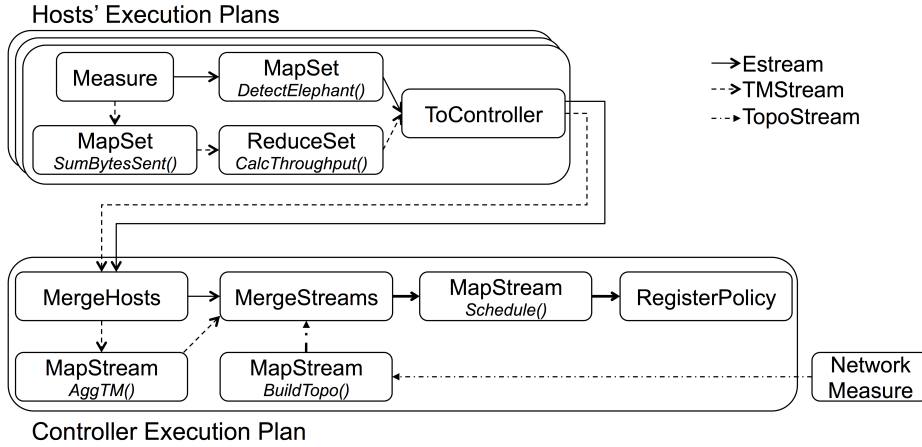 Hosts' Execution Plans
Measure
MapSet
DetectElephant()
ToController
MapSet
SumBytesSent()
ReduceSet
CalcThroughput()
Estream
TMStream
TopoStream
MergeHosts
MergeStreams
MapStream
Schedule()
RegisterPolicy
MapStream
AggTM()
MapStream
BuildTopo()
Network
Measure
Controller Execution Plan